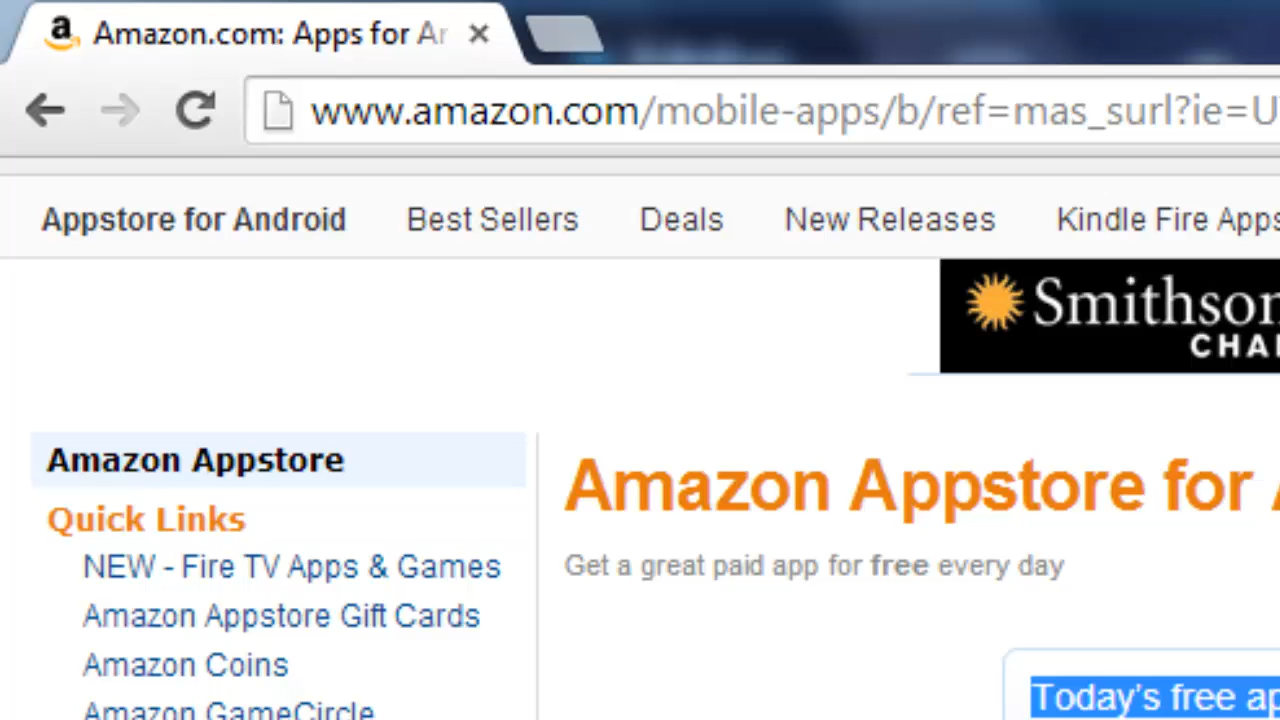 Amazon.com: Apps for
www.amazon.com/mobile-apps/b/ref=mas_surl?ie=U
Appstore for Android Best Sellers Deals New Releases Kindle Fire Apps
Smithson
CHA
Amazon Appstore
Quick Links
NEW - Fire TV Apps & Games
Amazon Appstore Gift Cards
Amazon Coins
Amazon GameCircle
Amazon Appstore for
Get a great paid app for free every day
Today's free ap